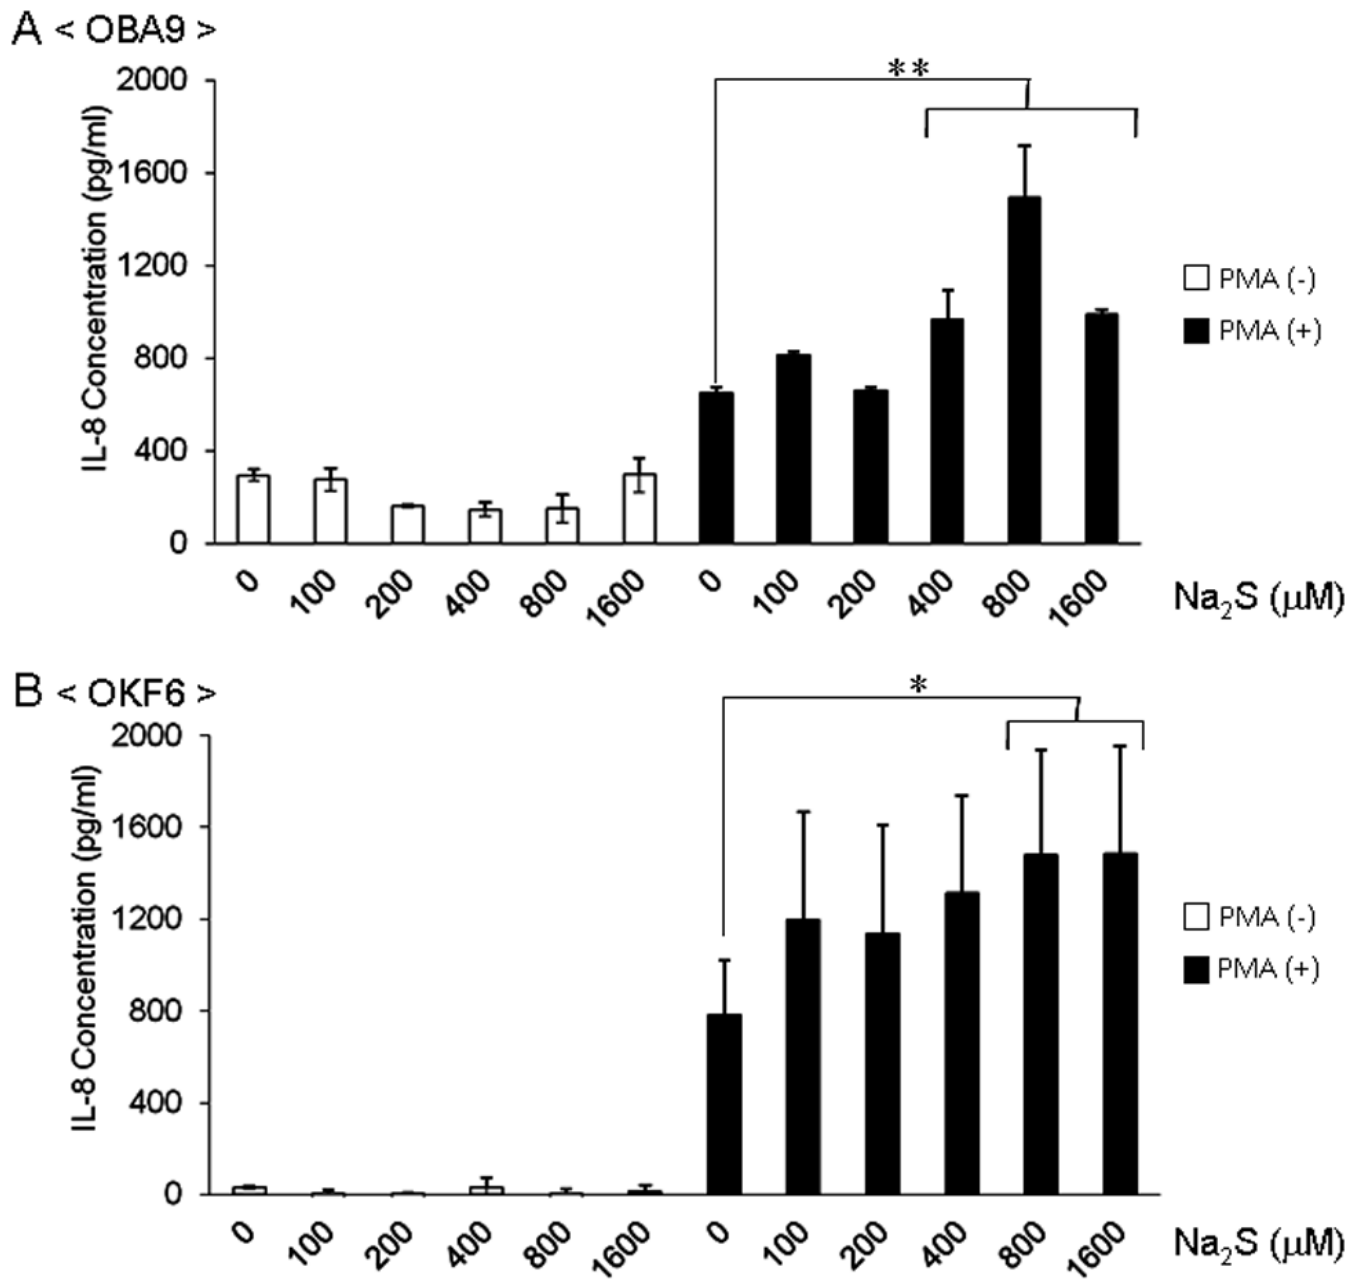 A < OBA9 >
**
IL-8 Concentration (pg/ml)
2000
1600
1200
800
400
0
PMA (-)
PMA (+)
0 100 200 400 800 1600 0 100 200 400 800 1600 Na₂S (μM)
B < OKF6 >
*
IL-8 Concentration (pg/ml)
2000
1600
1200
800
400
0
PMA (-)
PMA (+)
0 100 200 400 800 1600 0 100 200 400 800 1600 Na₂S (μM)